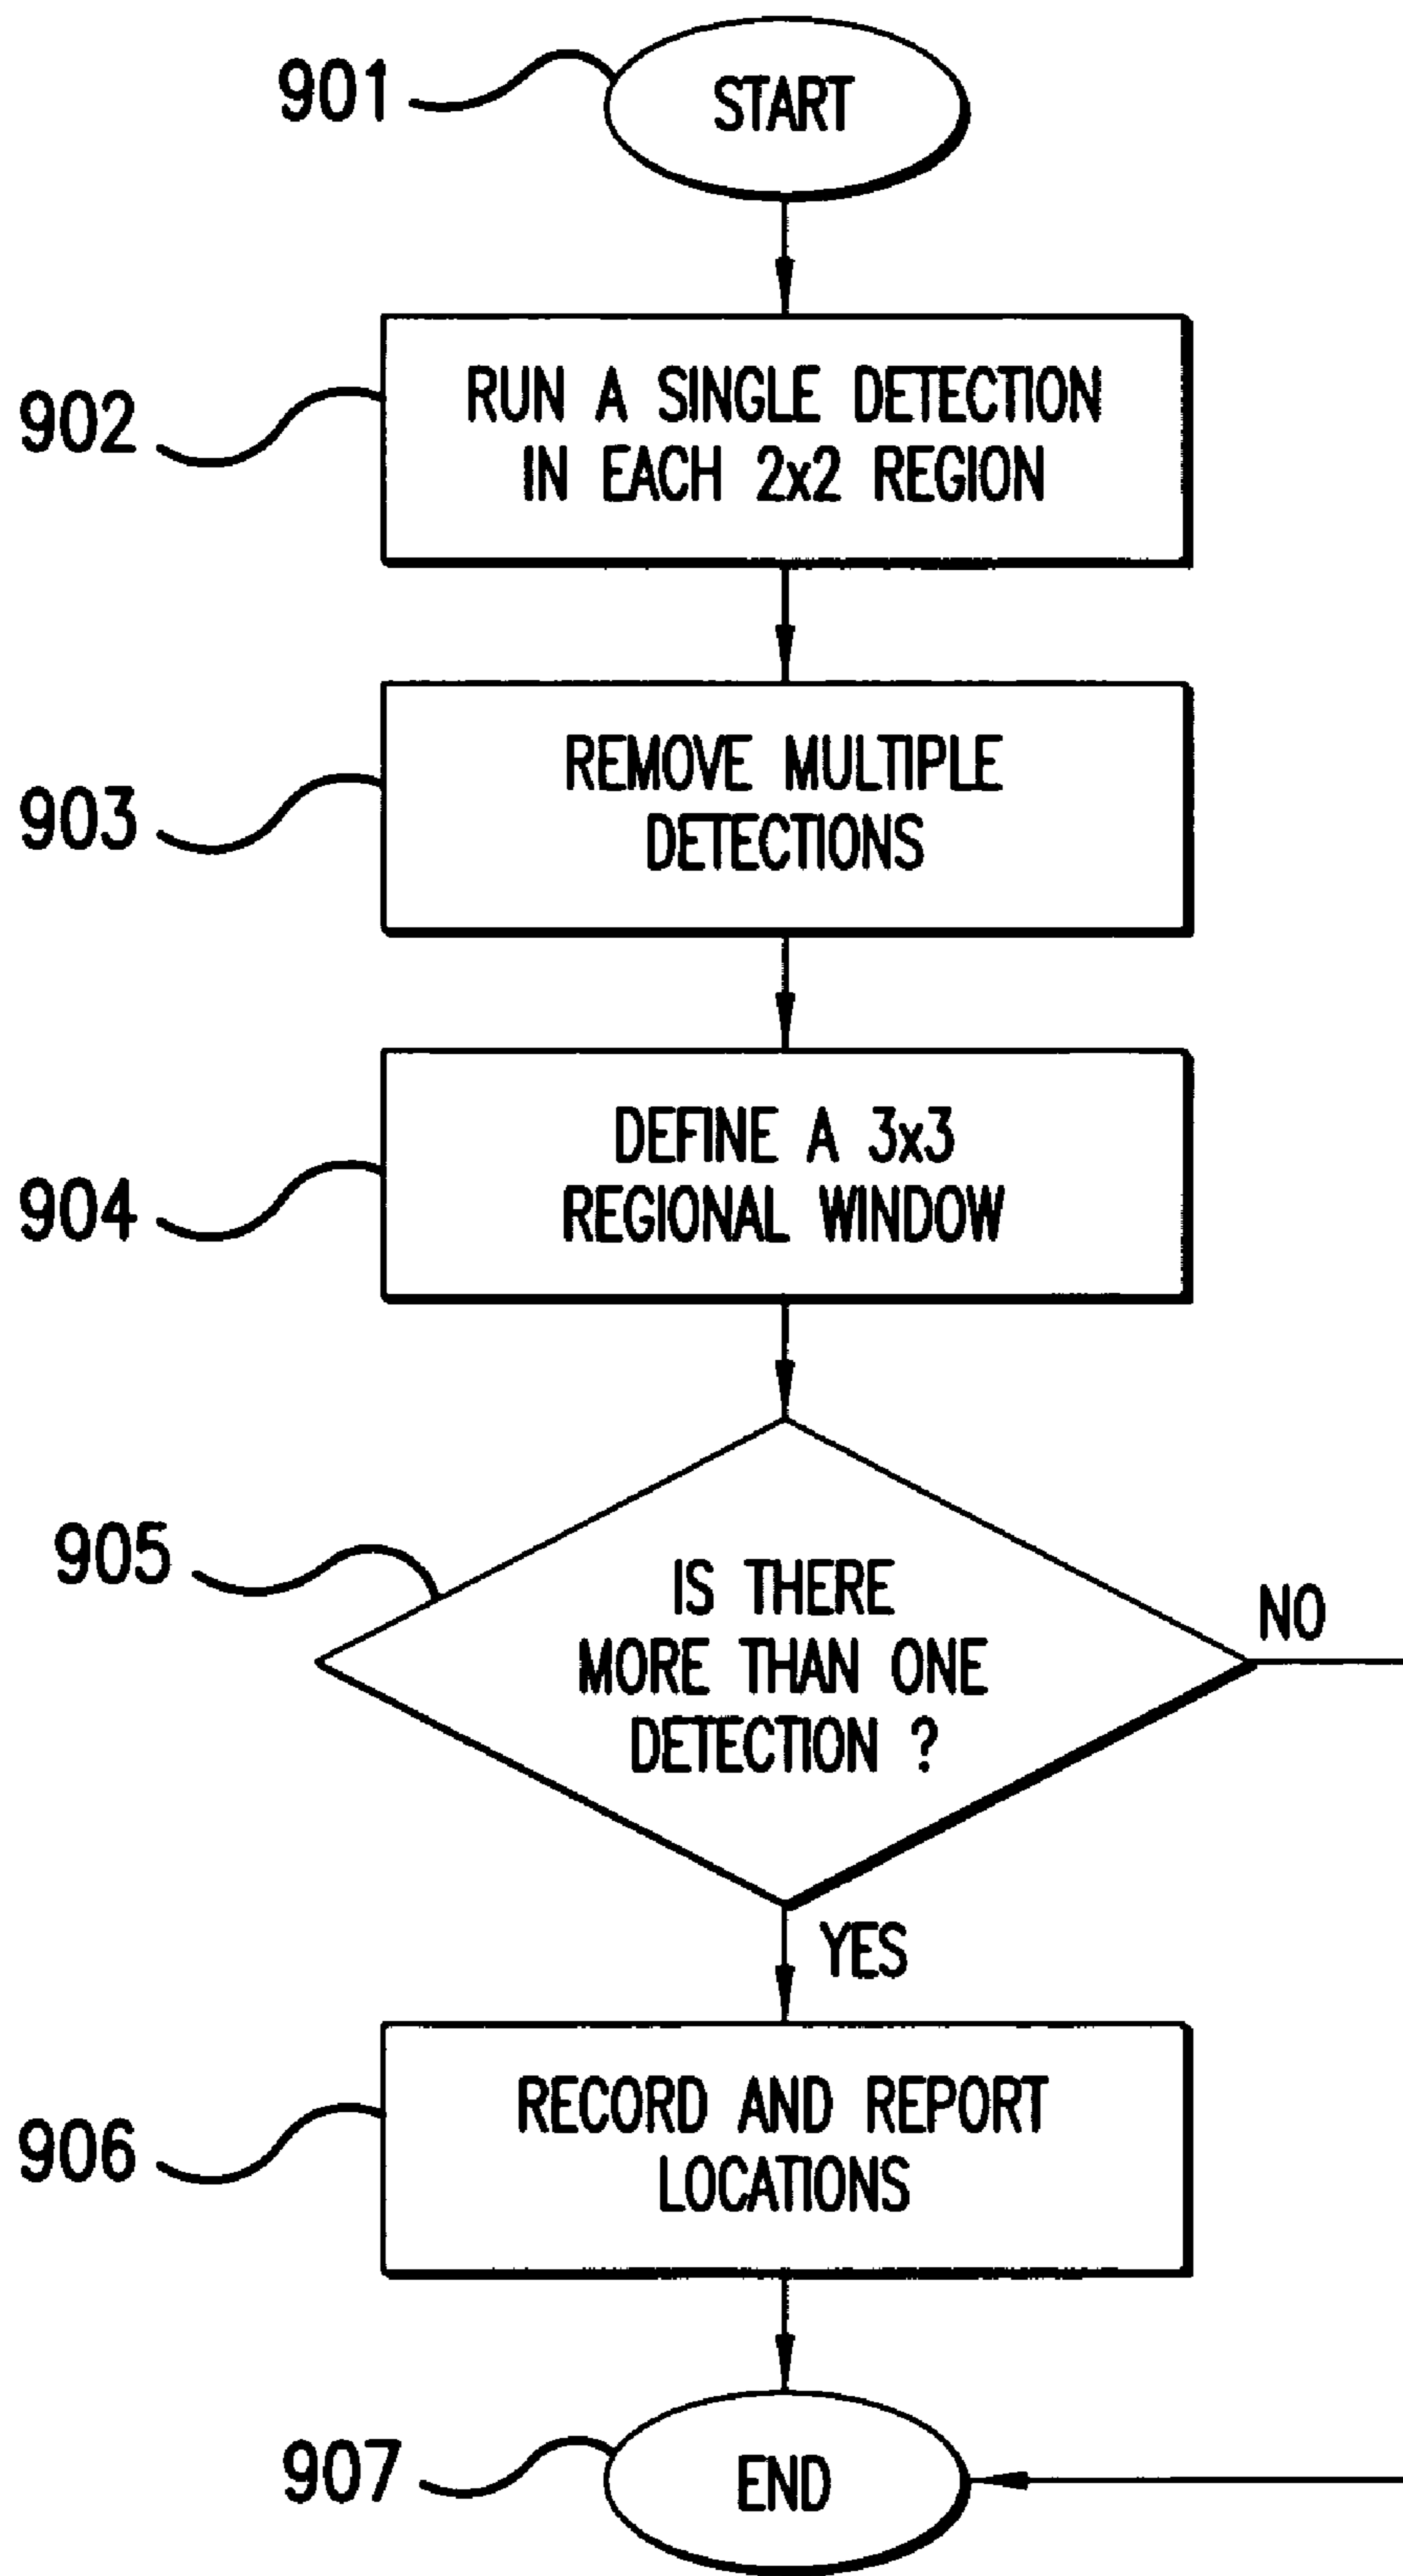 901
START
902
RUN A SINGLE DETECTION
IN EACH 2x2 REGION
903
REMOVE MULTIPLE
DETECTIONS
904
DEFINE A 3x3
REGIONAL WINDOW
905
IS THERE
MORE THAN ONE
DETECTION ?
NO
YES
906
RECORD AND REPORT
LOCATIONS
907
END